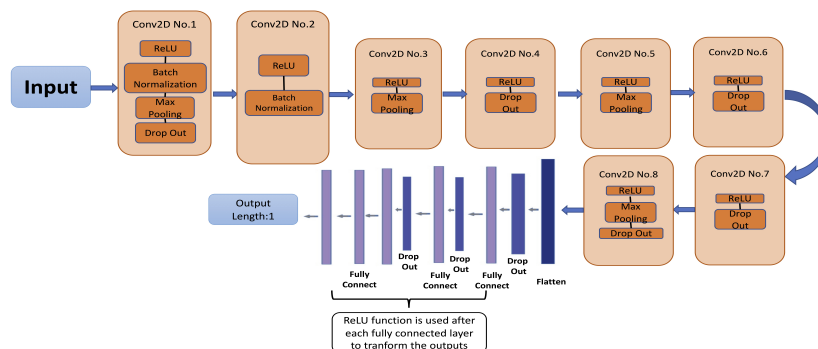 Input
Conv2D No.1
ReLU
Batch
Normalization
Max
Pooling
Drop Out
Conv2D No.2
ReLU
Batch
Normalization
Conv2D No.3
ReLU
Max
Pooling
Conv2D No.4
ReLU
Drop
Out
Conv2D No.5
ReLU
Max
Pooling
Conv2D No.6
ReLU
Drop
Out
Conv2D No.7
ReLU
Drop
Out
Conv2D No.8
ReLU
Max
Pooling
Drop Out
Flatten
Drop
Out
Fully
Connect
Drop
Out
Fully
Connect
Drop
Out
Fully
Connect
Output
Length:1
ReLU function is used after
each fully connected layer
to tranform the outputs